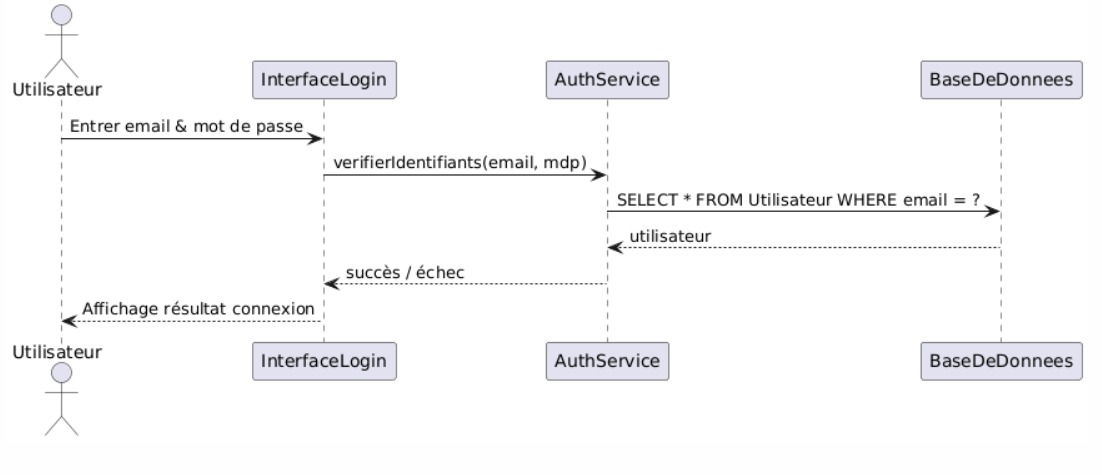 Utilisateur
InterfaceLogin
AuthService
BaseDeDonnees
Entrer email & mot de passe
verifierIdentifiants(email, mdp)
SELECT * FROM Utilisateur WHERE email = ?
utilisateur
succès / échec
Affichage résultat connexion
Utilisateur
InterfaceLogin
AuthService
BaseDeDonnees